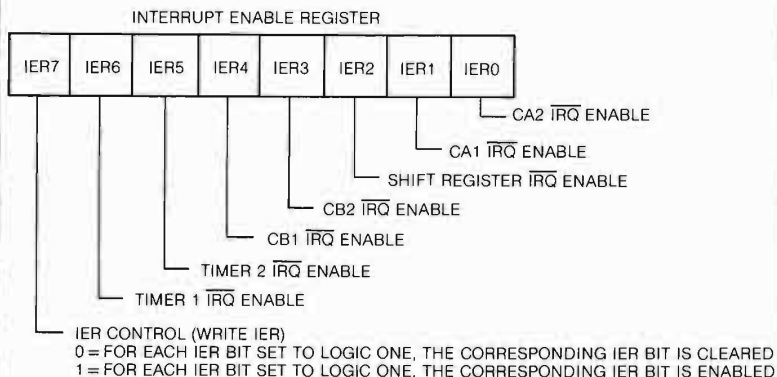 INTERRUPT ENABLE REGISTER
IER7 IER6 IER5 IER4 IER3 IER2 IER1 IER0
CA2 IRQ ENABLE
CA1 IRQ ENABLE
SHIFT REGISTER IRQ ENABLE
CB2 IRQ ENABLE
CB1 IRQ ENABLE
TIMER 2 IRQ ENABLE
TIMER 1 IRQ ENABLE
IER CONTROL (WRITE IER)
0 = FOR EACH IER BIT SET TO LOGIC ONE, THE CORRESPONDING IER BIT IS CLEARED
1 = FOR EACH IER BIT SET TO LOGIC ONE, THE CORRESPONDING IER BIT IS ENABLED